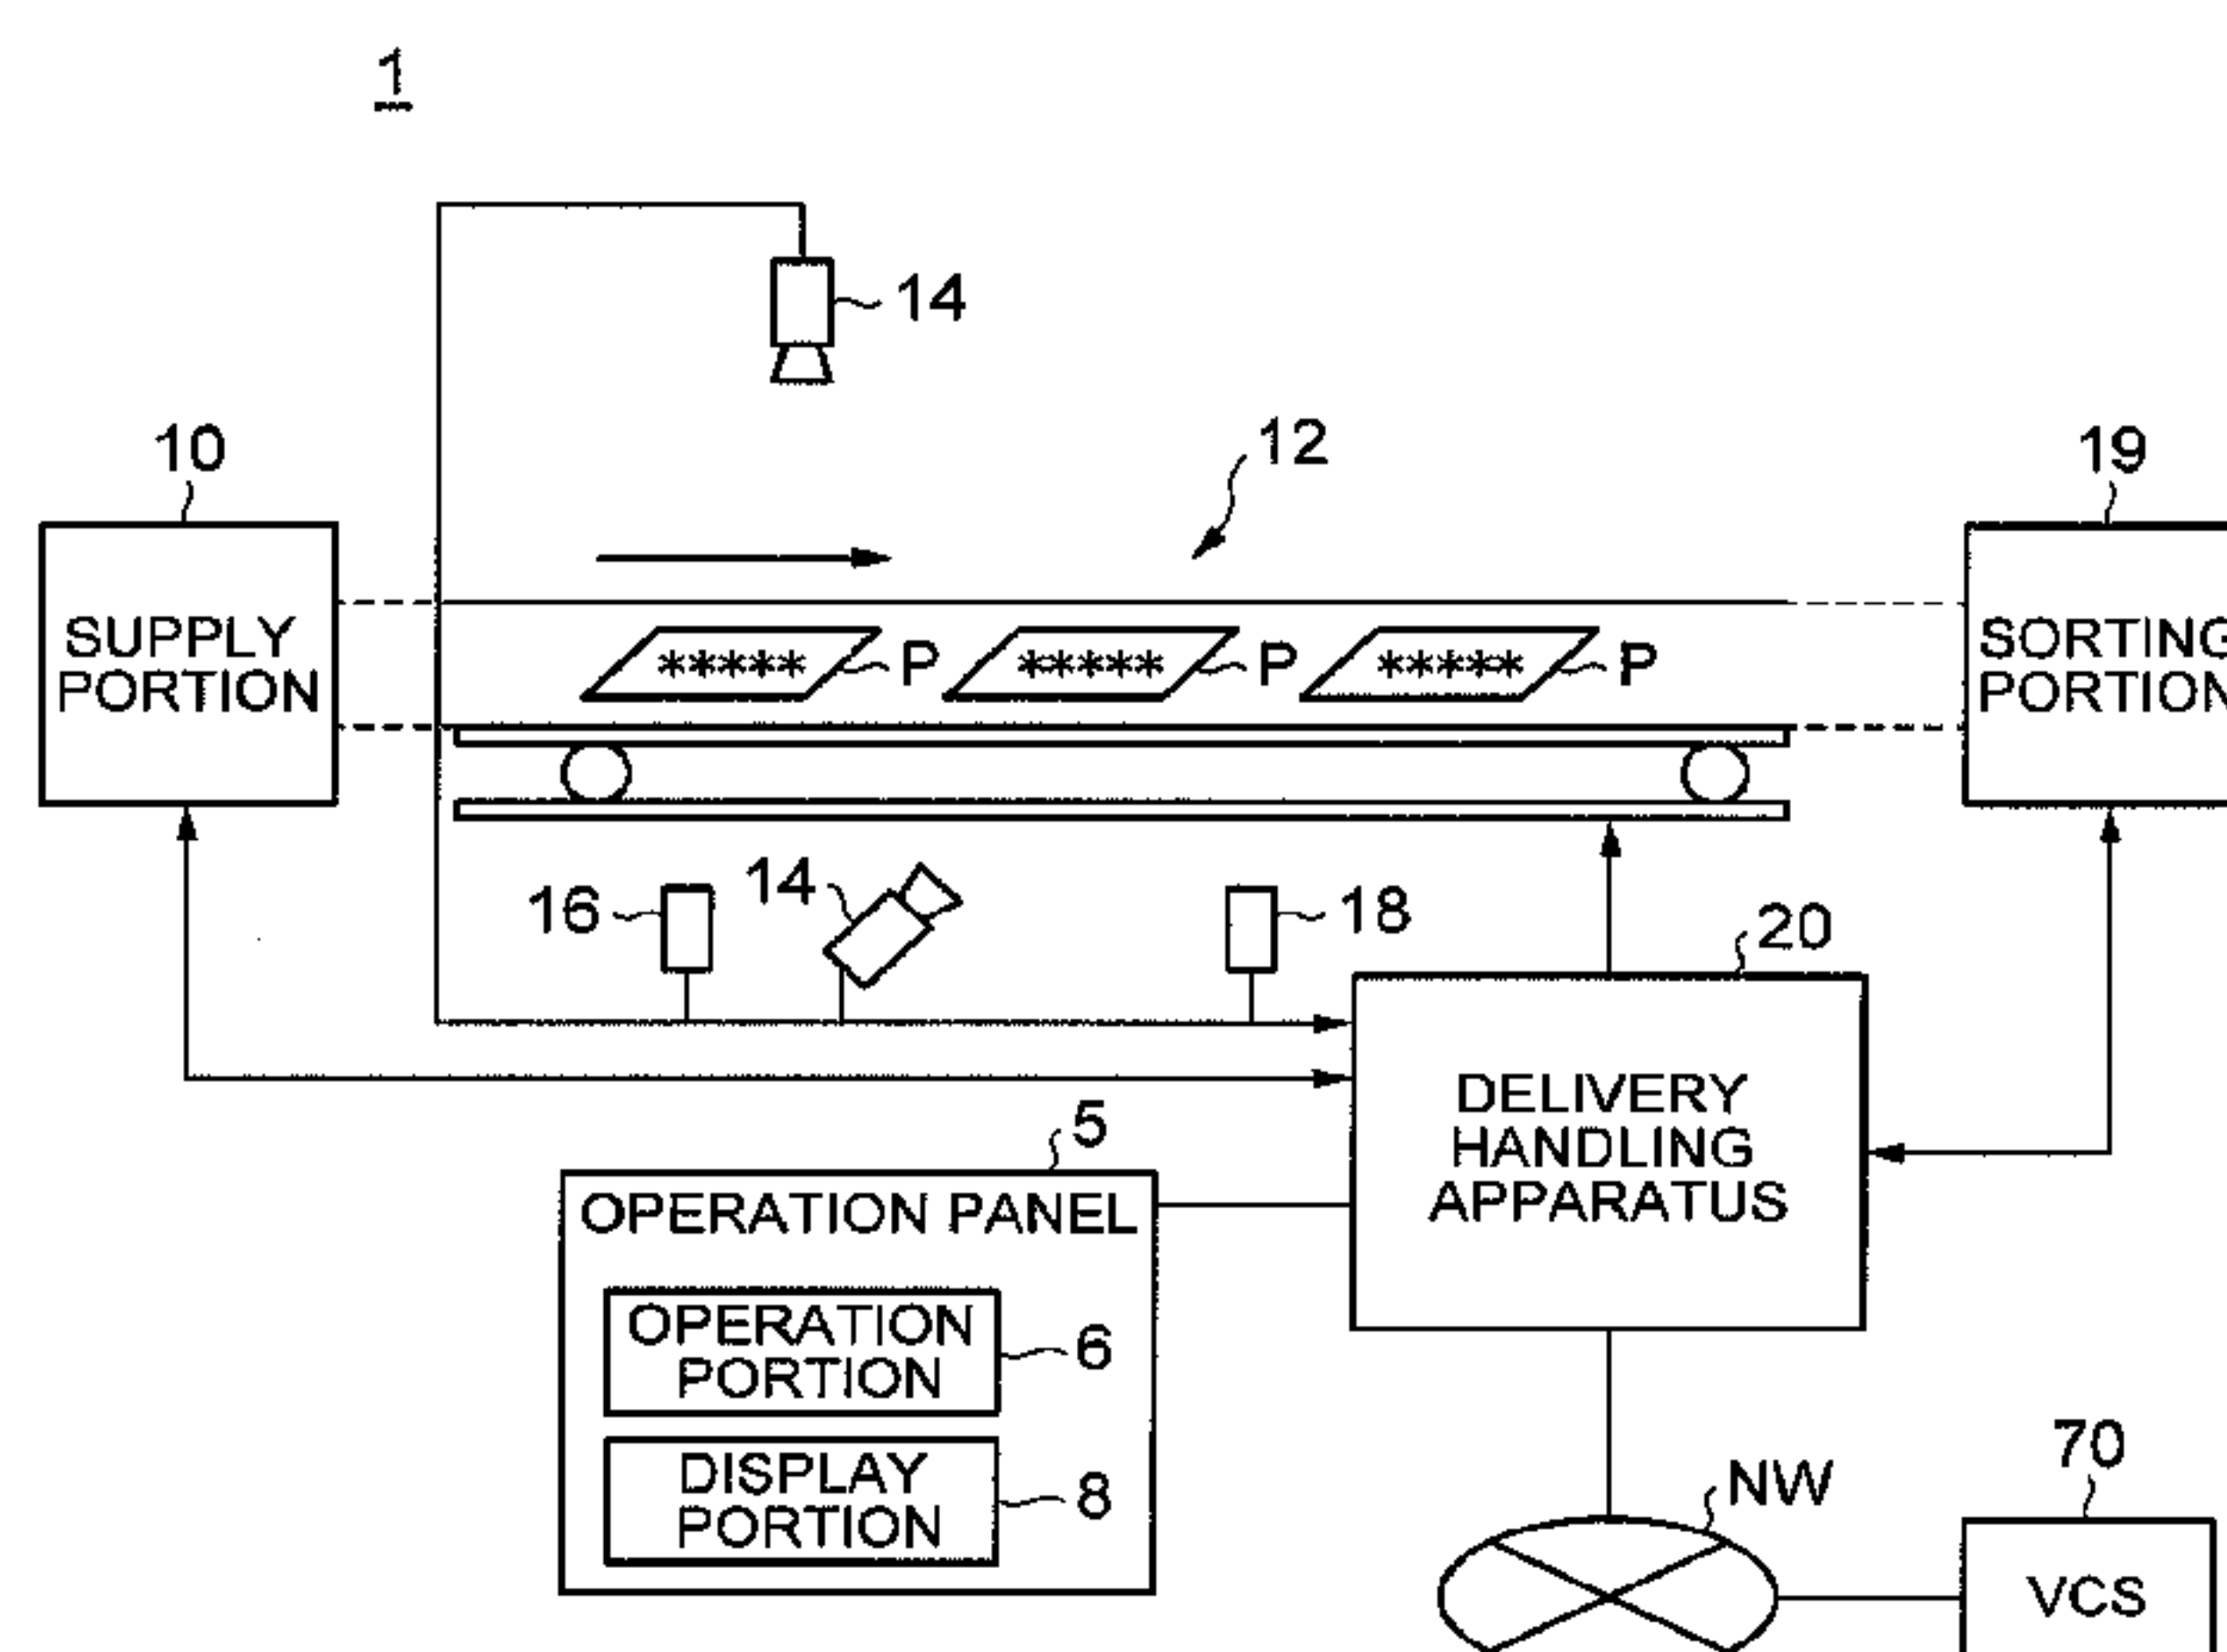 1
14
10
12
19
SUPPLY
PORTION
***** P
***** P
***** P
SORTING
PORTION
16
14
18
20
DELIVERY
HANDLING
APPARATUS
5
OPERATION PANEL
OPERATION
PORTION
6
DISPLAY
PORTION
8
NW
70
VCS